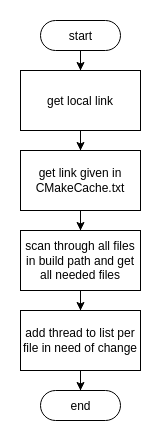 start
get local link
get link given in
CMakeCache.txt
scan through all files
in build path and get
all needed files
add thread to list per
file in need of change
end